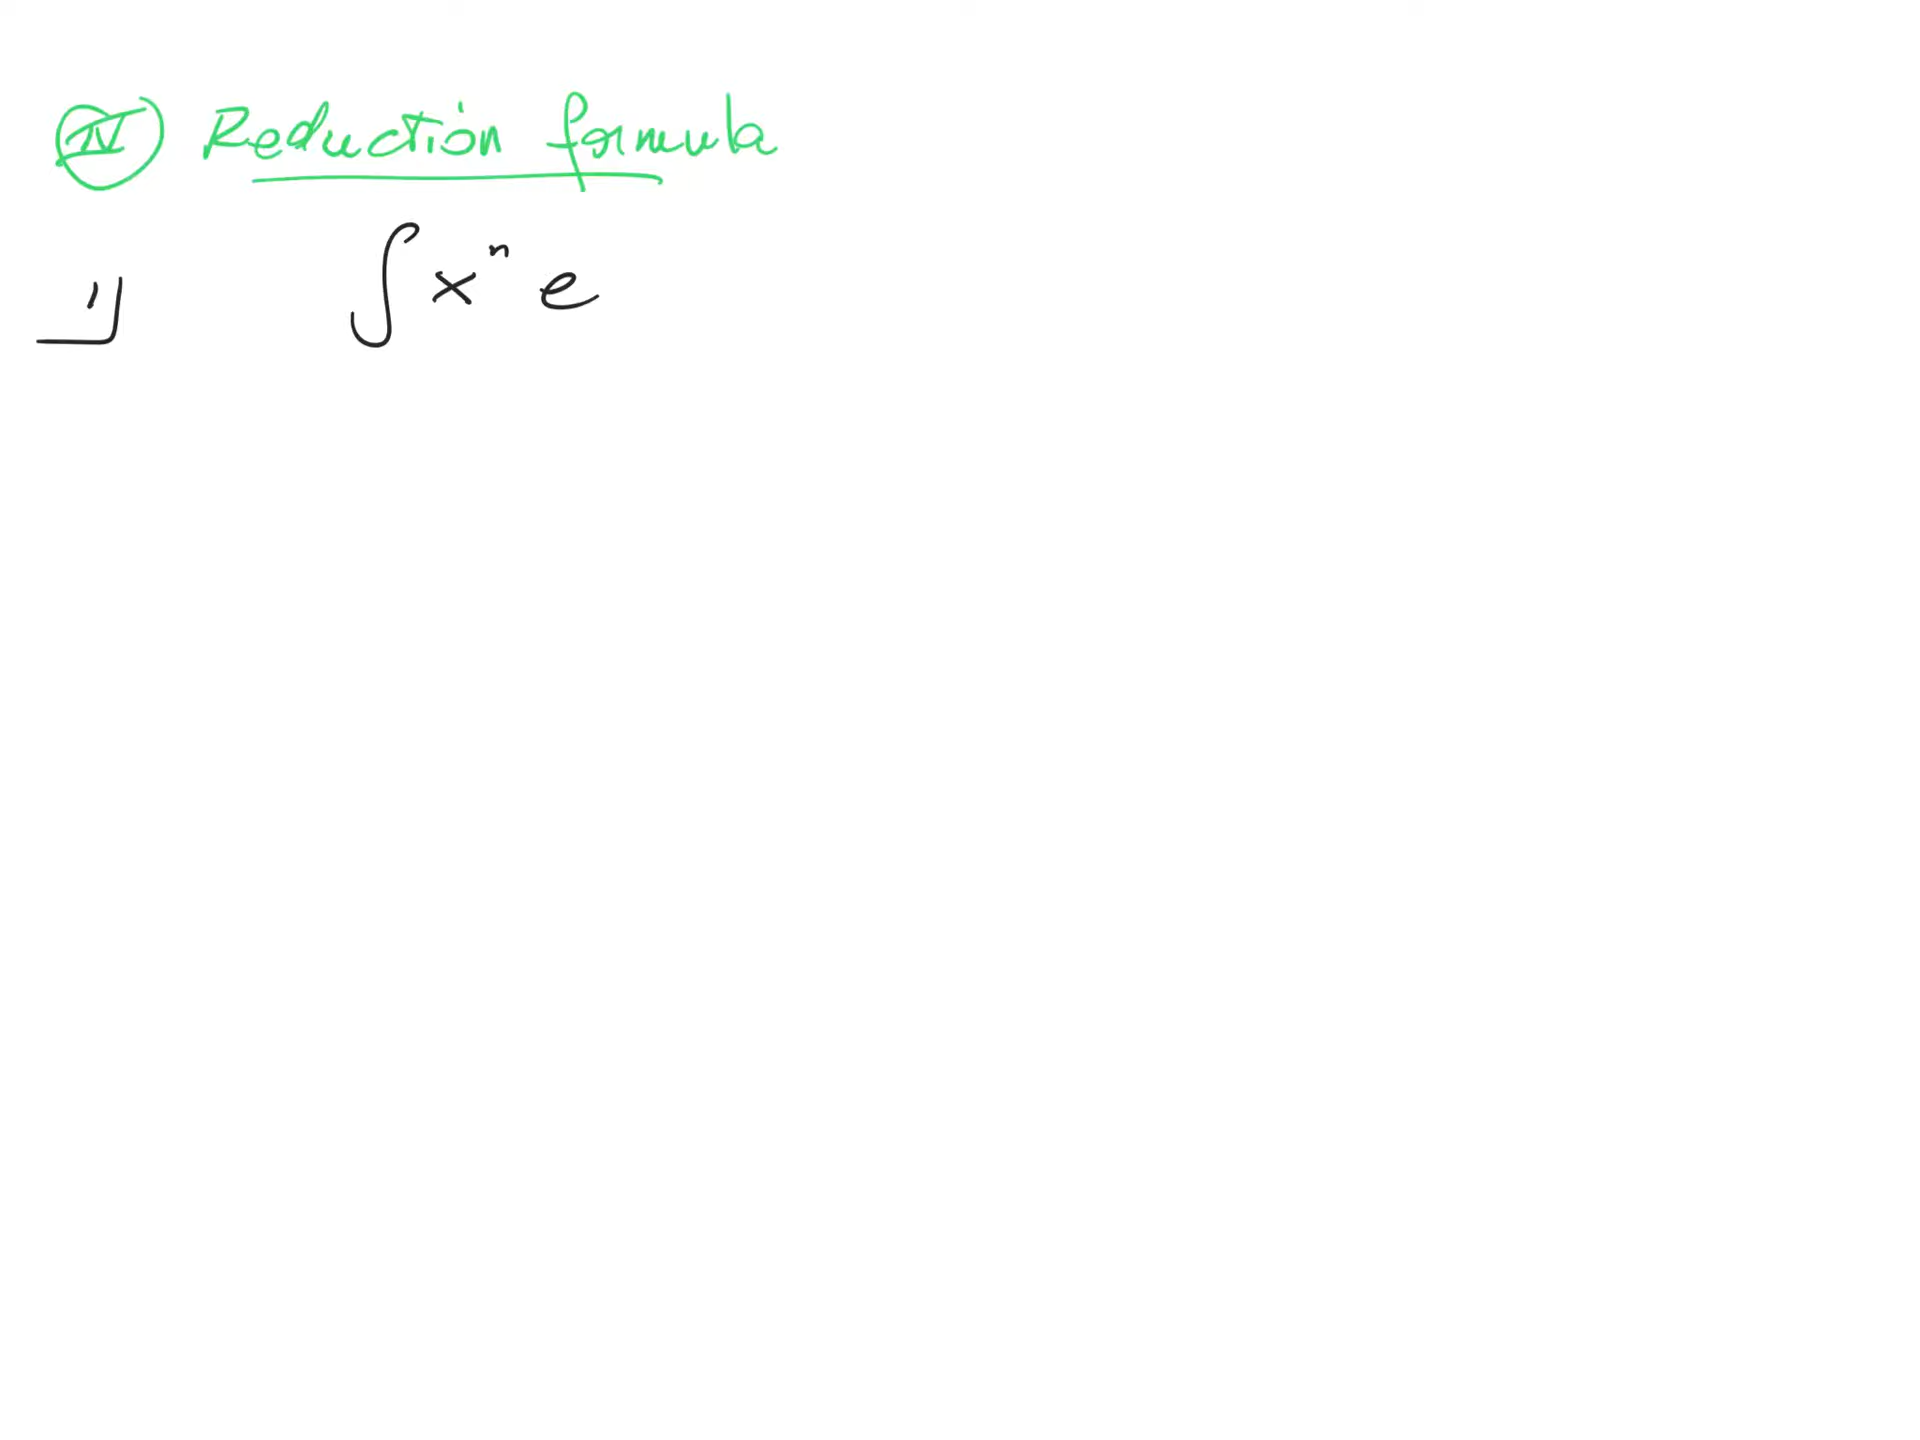 IV Reduction formula
1) ∫ xⁿ e